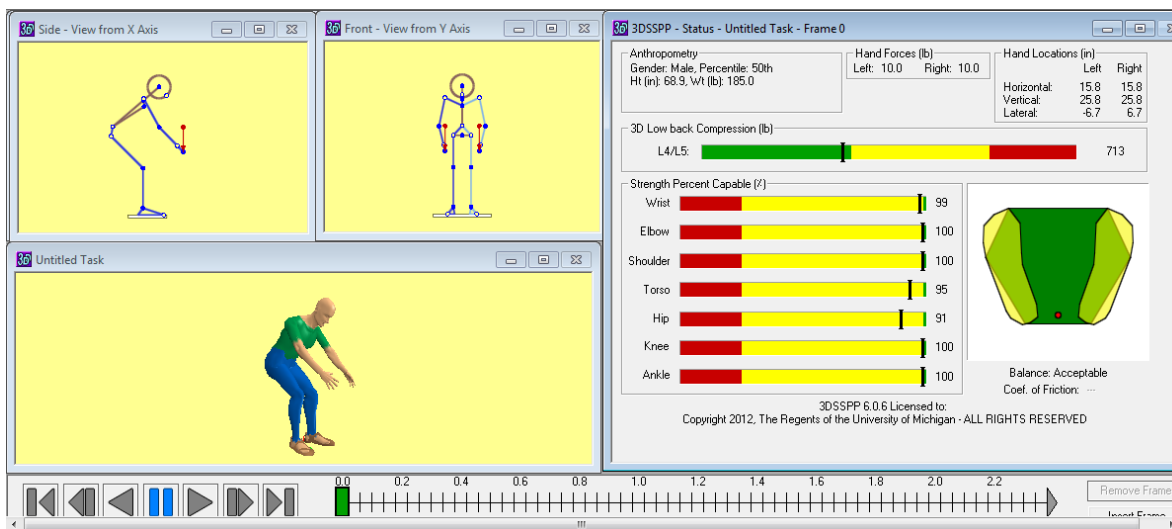 3D Side - View from X Axis
3D Front - View from Y Axis
3D Untitled Task
0.0 0.2 0.4 0.6 0.8 1.0 1.2 1.4 1.6 1.8 2.0 2.2
Remove Frame
Insert Frame
3D 3DSSPP - Status - Untitled Task - Frame 0
Anthropometry
Gender: Male, Percentile: 50th
Ht (in): 68.9, Wt (lb): 185.0
Hand Forces (lb)
Left: 10.0 Right: 10.0
Hand Locations (in)
Left Right
Horizontal: 15.8 15.8
Vertical: 25.8 25.8
Lateral: -6.7 6.7
3D Low back Compression (lb)
L4/L5: 713
Strength Percent Capable (%)
Wrist 99
Elbow 100
Shoulder 100
Torso 95
Hip 91
Knee 100
Ankle 100
Balance: Acceptable
Coef. of Friction: ---
3DSSPP 6.0.6 Licensed to:
Copyright 2012, The Regents of the University of Michigan - ALL RIGHTS RESERVED